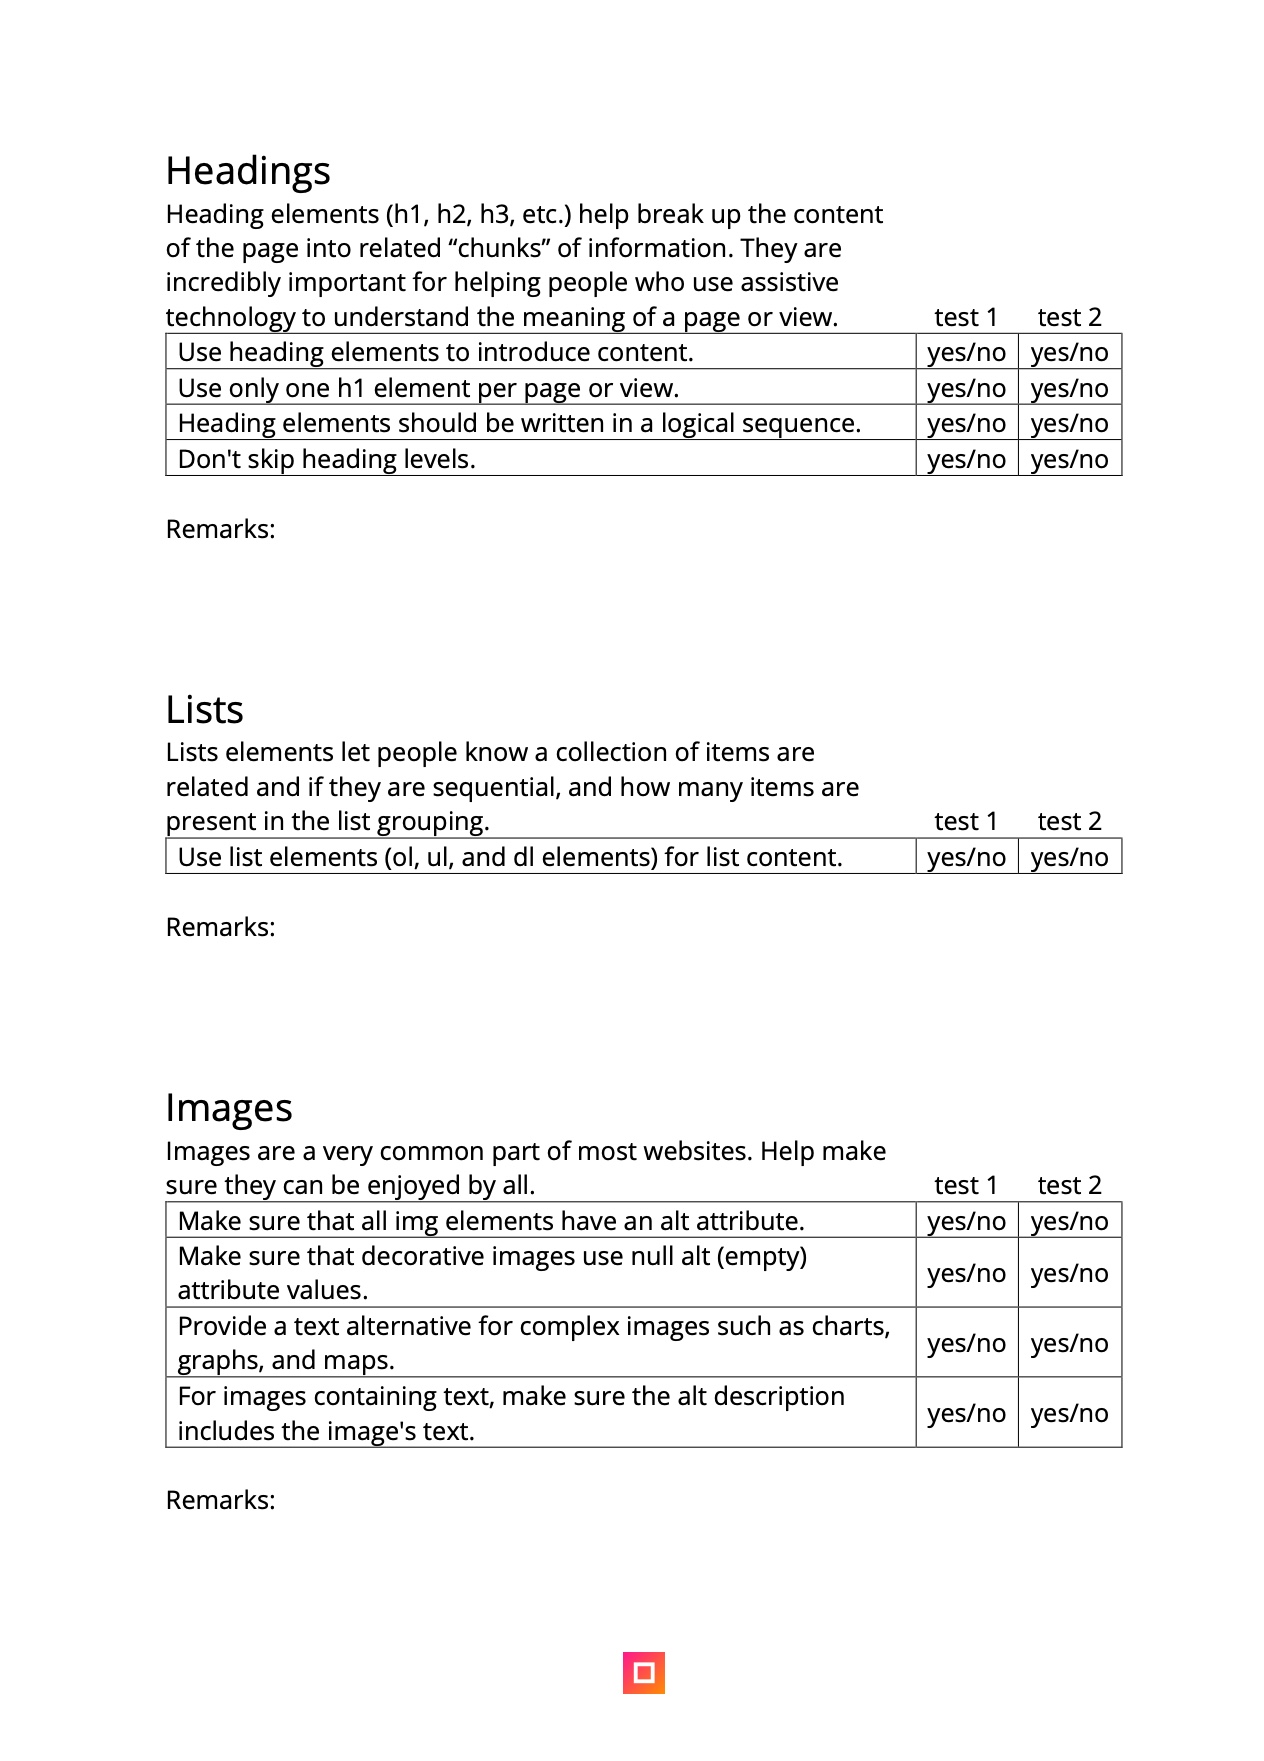 Headings
Heading elements (h1, h2, h3, etc.) help break up the content
of the page into related “chunks” of information. They are
incredibly important for helping people who use assistive
technology to understand the meaning of a page or view. test 1 test 2
Use heading elements to introduce content. yes/no yes/no
Use only one h1 element per page or view. yes/no yes/no
Heading elements should be written in a logical sequence. yes/no yes/no
Don't skip heading levels. yes/no yes/no
Remarks:
Lists
Lists elements let people know a collection of items are
related and if they are sequential, and how many items are
present in the list grouping. test 1 test 2
Use list elements (ol, ul, and dl elements) for list content. yes/no yes/no
Remarks:
Images
Images are a very common part of most websites. Help make
sure they can be enjoyed by all. test 1 test 2
Make sure that all img elements have an alt attribute. yes/no yes/no
Make sure that decorative images use null alt (empty)
attribute values. yes/no yes/no
Provide a text alternative for complex images such as charts,
graphs, and maps. yes/no yes/no
For images containing text, make sure the alt description
includes the image's text. yes/no yes/no
Remarks: